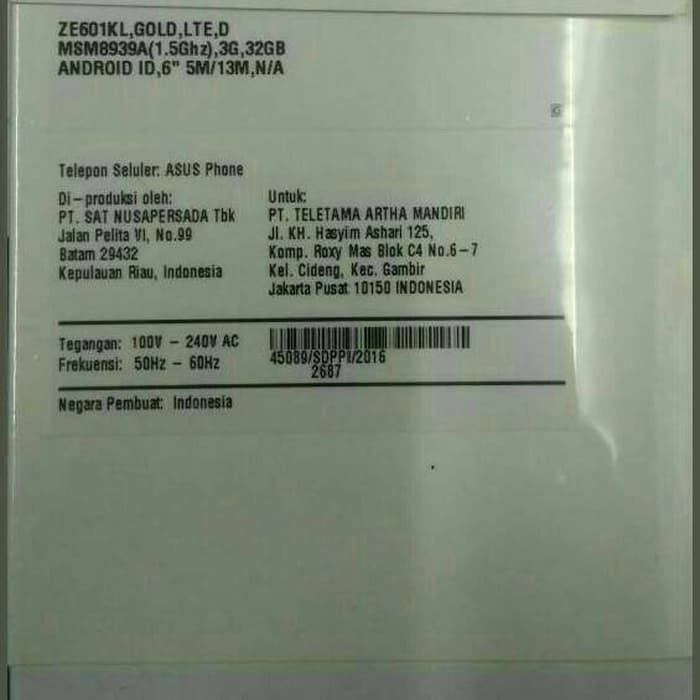 ZE601KL,GOLD,LTE,D
MSM8939A(1.5Ghz),3G,32GB
ANDROID ID,6" 5M/13M,N/A
Telepon Seluler: ASUS Phone
Di-produksi oleh:
PT. SAT NUSAPERSADA Tbk
Jalan Pelita VI, No.99
Batam 29432
Kepulauan Riau, Indonesia
Untuk:
PT. TELETAMA ARTHA MANDIRI
Jl. KH. Hasyim Ashari 125,
Komp. Roxy Mas Blok C4 No.6-7
Kel. Cideng, Kec. Gambir
Jakarta Pusat 10150 INDONESIA
Tegangan: 100V - 240V AC
Frekuensi: 50Hz - 60Hz
45089/SDPPI/2016
2687
Negara Pembuat: Indonesia